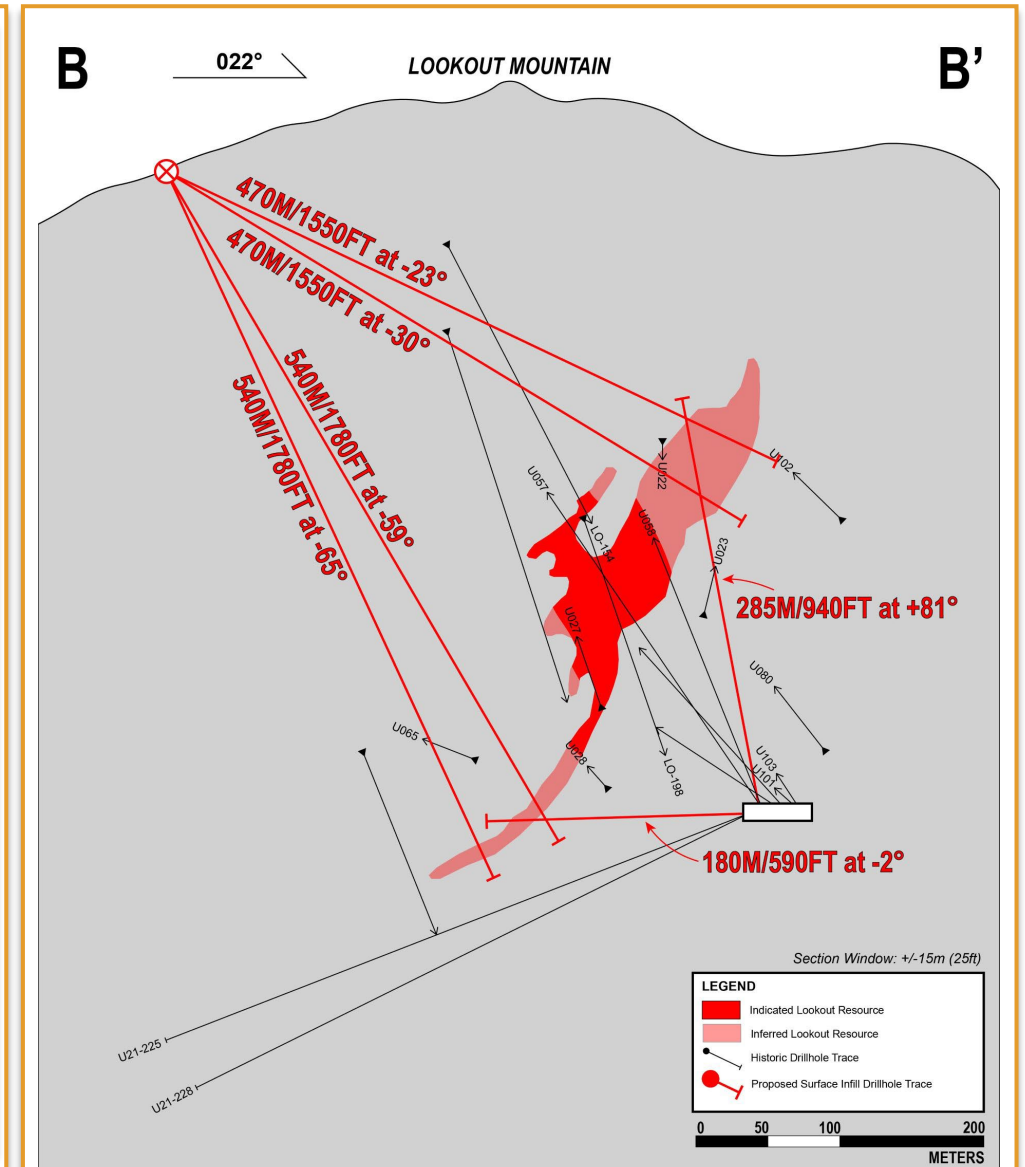 B
022°
LOOKOUT MOUNTAIN
B'
470M/1550FT at -23°
470M/1550FT at -30°
540M/1780FT at -59°
540M/1780FT at -65°
U022
U102
U057
LO-154
U058
U023
285M/940FT at +81°
U027
U080
U065
U028
LO-198
U103
U101
180M/590FT at -2°
U21-225
U21-228
Section Window: +/-15m (25ft)
LEGEND
Indicated Lookout Resource
Inferred Lookout Resource
Historic Drillhole Trace
Proposed Surface Infill Drillhole Trace
0 50 100 200
METERS